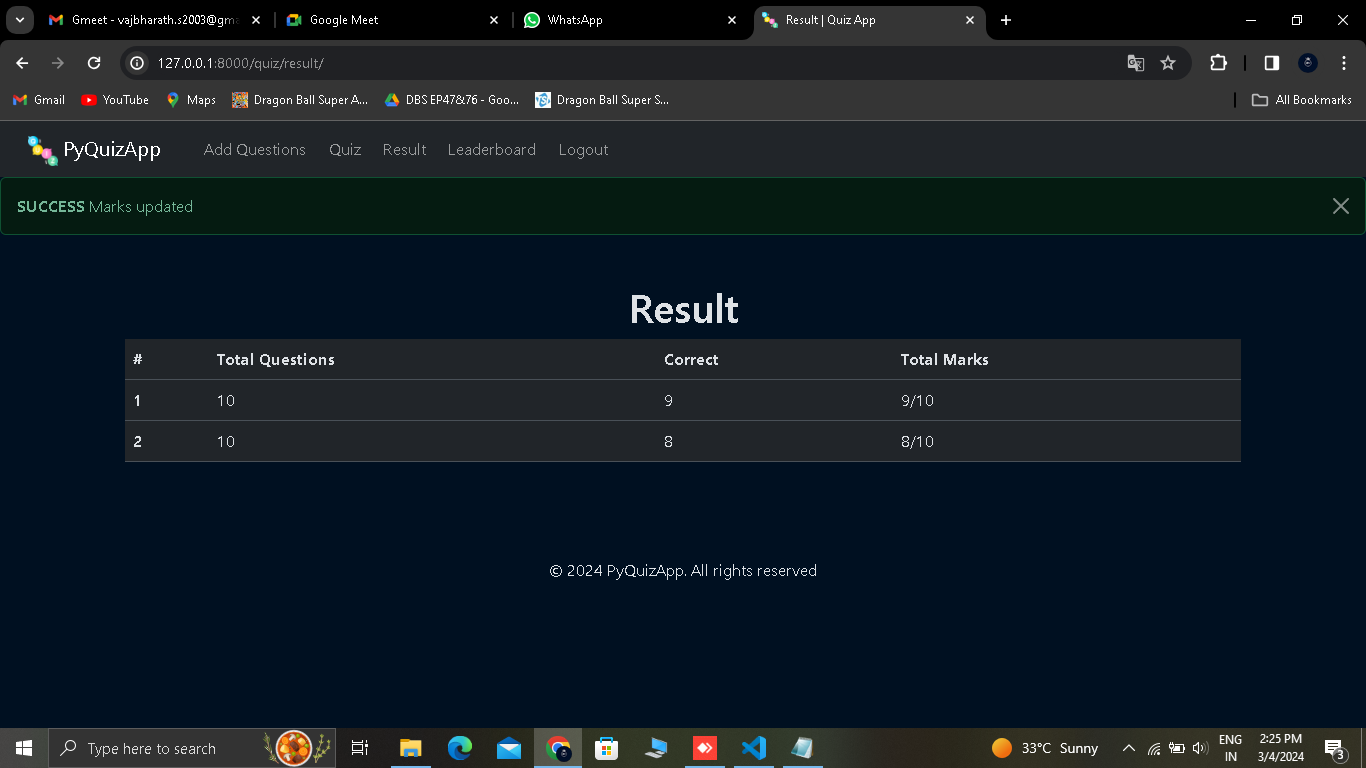 Gmeet - vajbharath.s2003@gma
Google Meet
WhatsApp
Result | Quiz App
127.0.0.1:8000/quiz/result/
Gmail
YouTube
Maps
Dragon Ball Super A...
DBS EP47&76 - Goo...
Dragon Ball Super S...
All Bookmarks
PyQuizApp
Add Questions
Quiz
Result
Leaderboard
Logout
SUCCESS Marks updated
Result
# Total Questions Correct Total Marks
1 10 9 9/10
2 10 8 8/10
© 2024 PyQuizApp. All rights reserved
Type here to search
33°C Sunny
ENG
IN
2:25 PM
3/4/2024
3